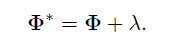 Φ* = Φ + λ.